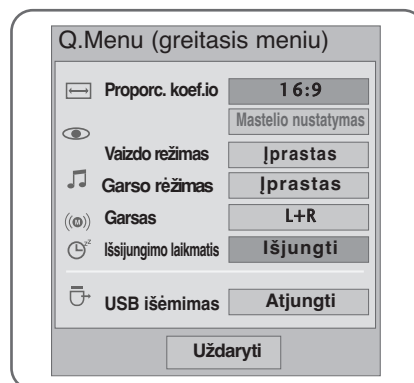 Q.Menu (greitasis meniu)
Proporc. koef.io 16:9
Mastelio nustatymas
Vaizdo režimas Įprastas
Garso rėžimas Įprastas
Garsas L+R
Išsijungimo laikmatis Išjungti
USB išėmimas Atjungti
Uždaryti